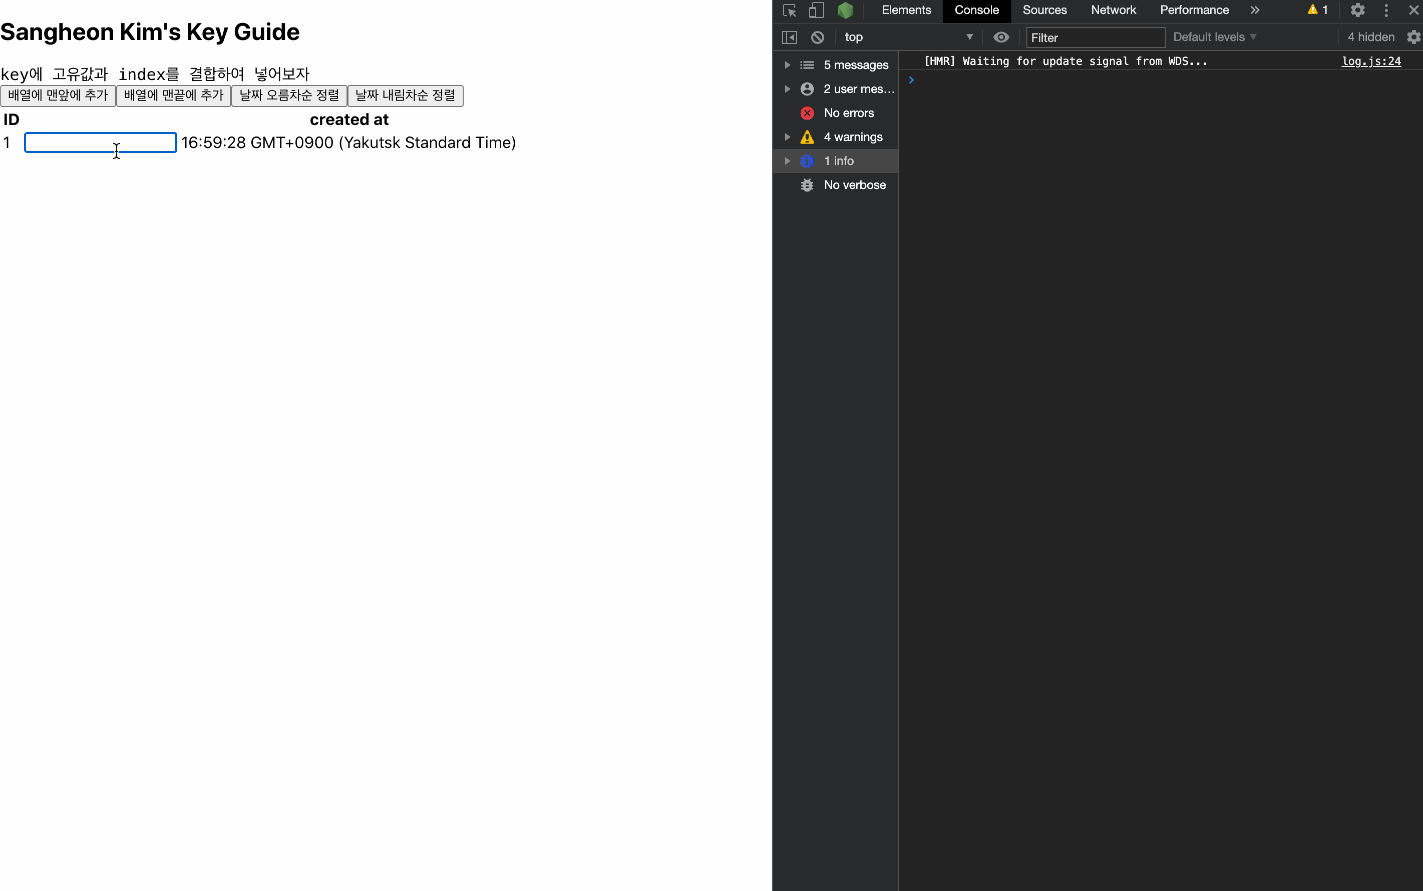 Sangheon Kim's Key Guide
key에 고유값과 index를 결합하여 넣어보자
배열에 맨앞에 추가 배열에 맨끝에 추가 날짜 오름차순 정렬 날짜 내림차순 정렬
ID created at
1 16:59:28 GMT+0900 (Yakutsk Standard Time)
Elements Console Sources Network Performance » 1
top Filter Default levels 4 hidden
5 messages
2 user mes...
No errors
4 warnings
1 info
No verbose
[HMR] Waiting for update signal from WDS... log.js:24